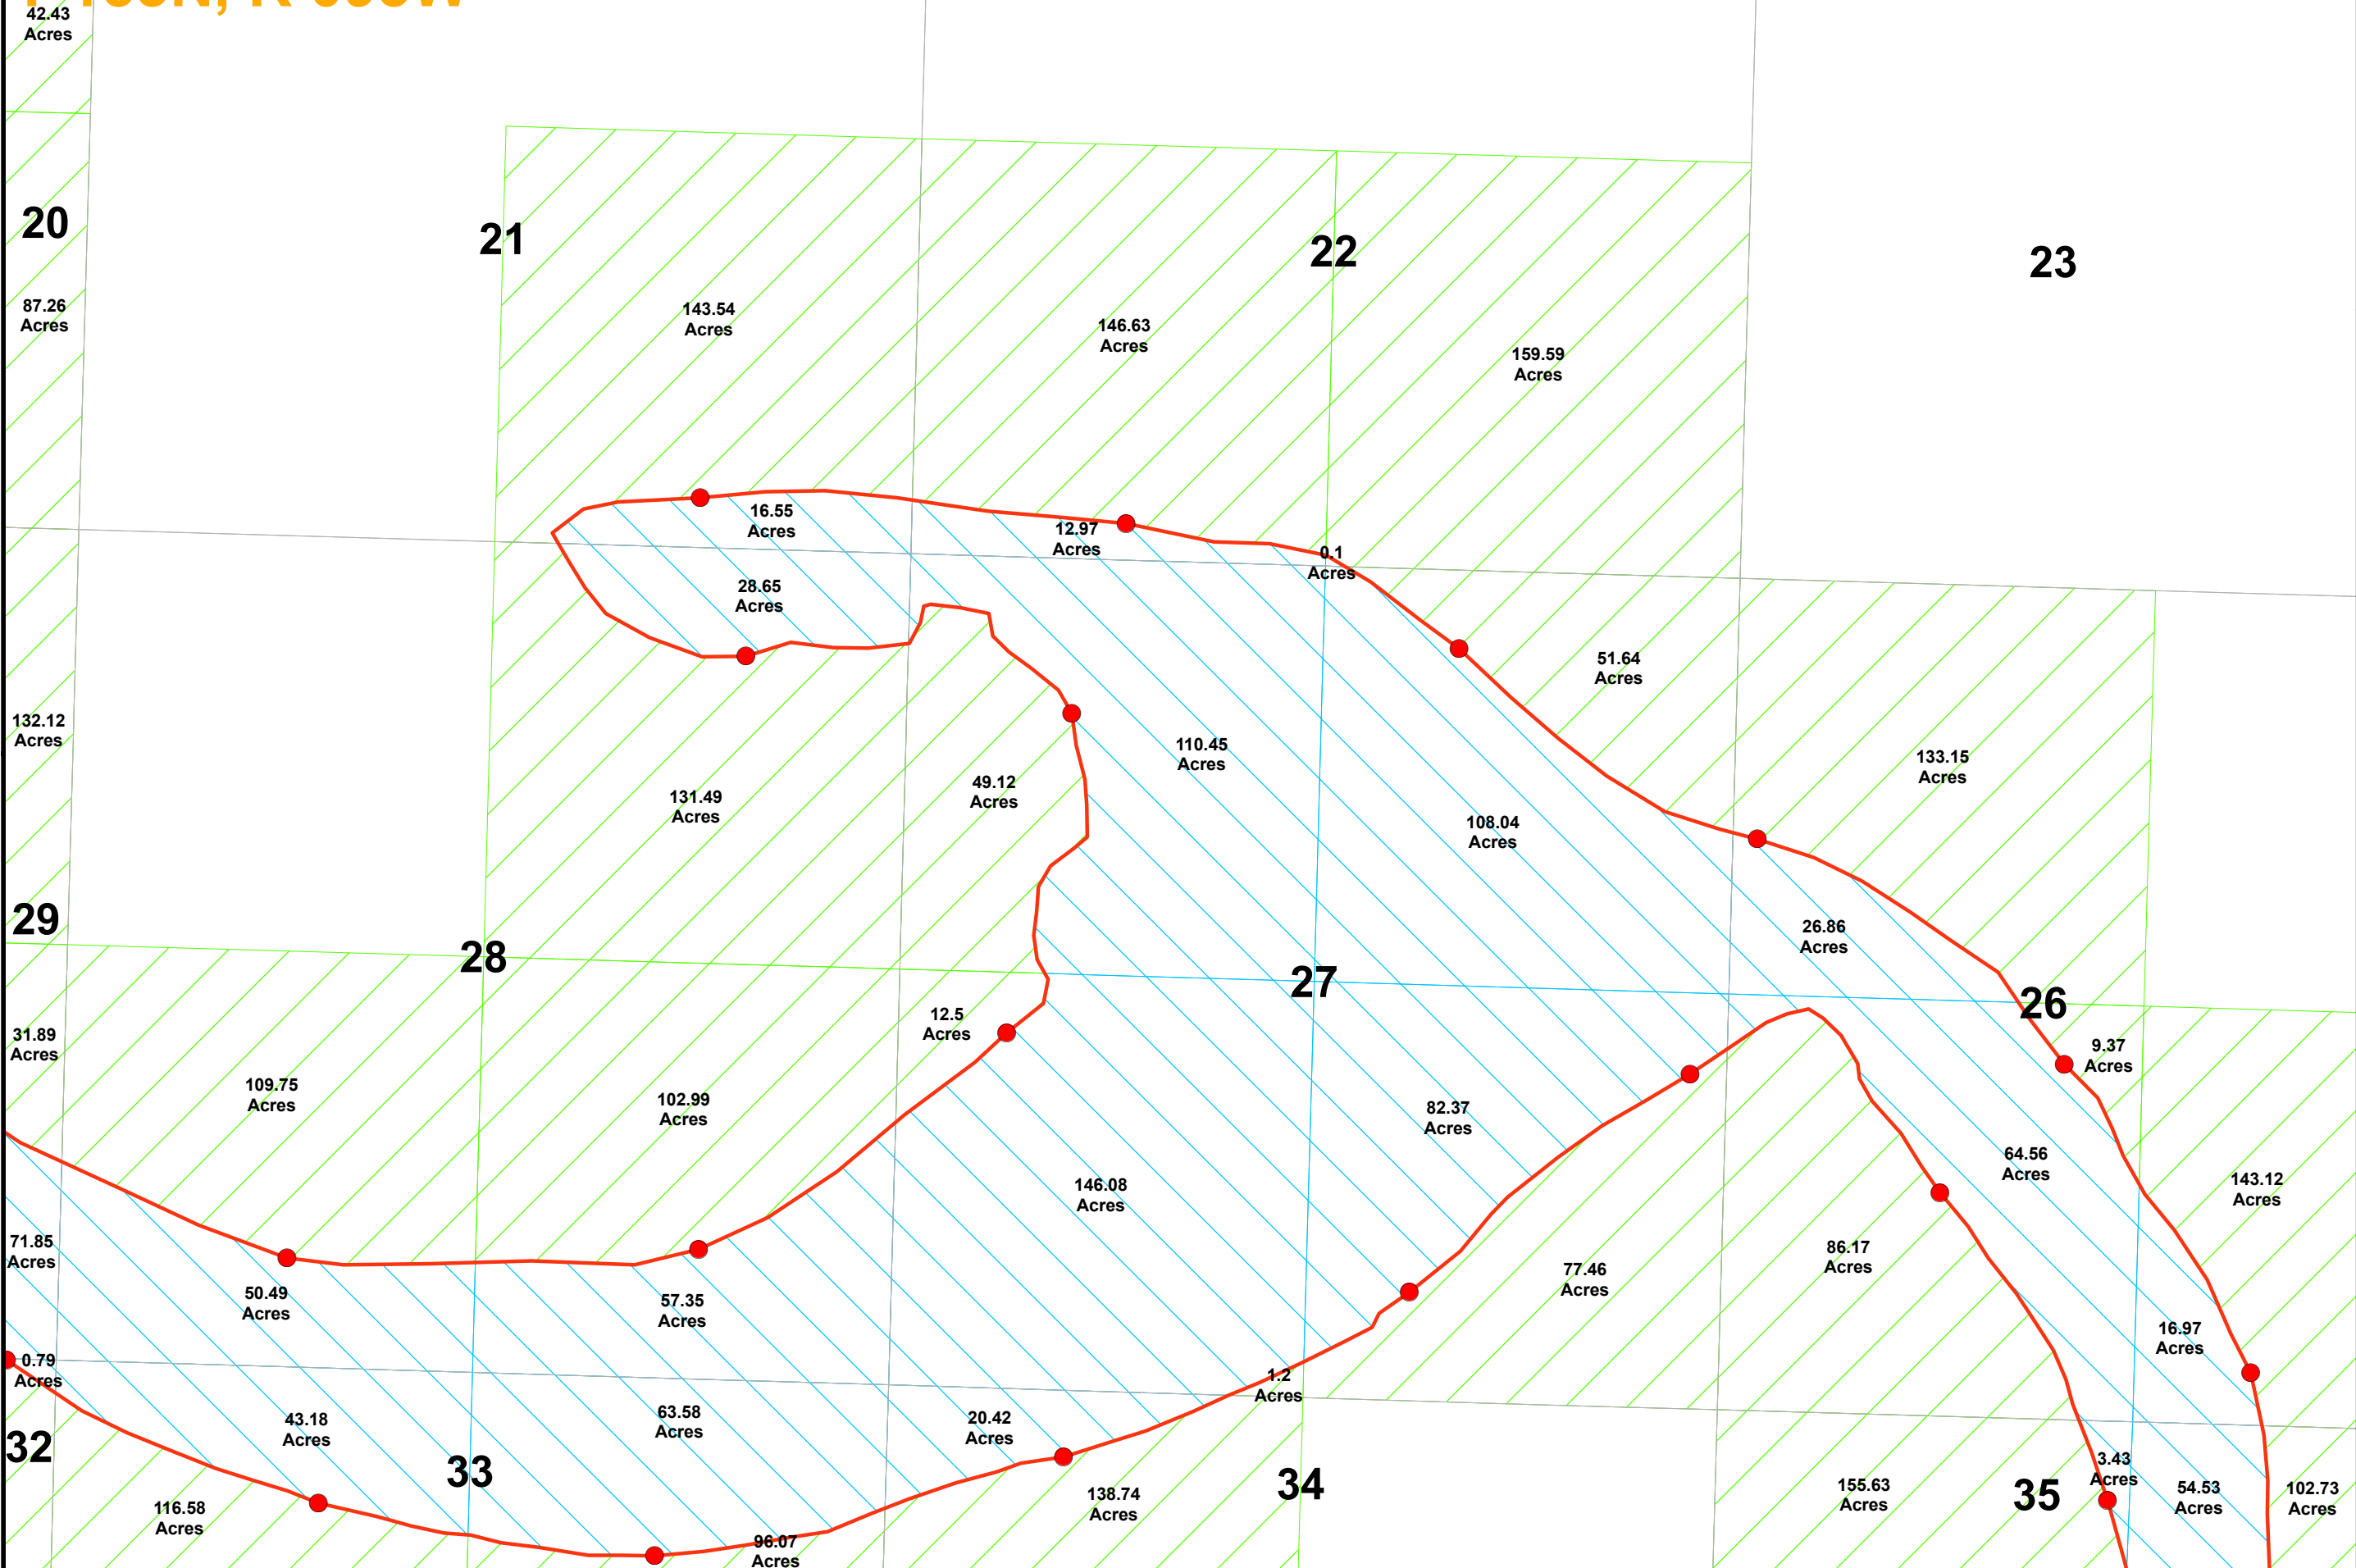 42.43
Acres
20
21
22
23
87.26
Acres
143.54
Acres
146.63
Acres
159.59
Acres
16.55
Acres
12.97
Acres
0.1
Acres
28.65
Acres
51.64
Acres
132.12
Acres
110.45
Acres
133.15
Acres
131.49
Acres
49.12
Acres
108.04
Acres
29
28
27
26
26.86
Acres
31.89
Acres
12.5
Acres
9.37
Acres
109.75
Acres
102.99
Acres
82.37
Acres
146.08
Acres
64.56
Acres
143.12
Acres
71.85
Acres
50.49
Acres
57.35
Acres
77.46
Acres
86.17
Acres
16.97
Acres
0.79
Acres
1.2
Acres
43.18
Acres
63.58
Acres
20.42
Acres
32
33
34
35
3.43
Acres
116.58
Acres
96.07
Acres
138.74
Acres
155.63
Acres
54.53
Acres
102.73
Acres